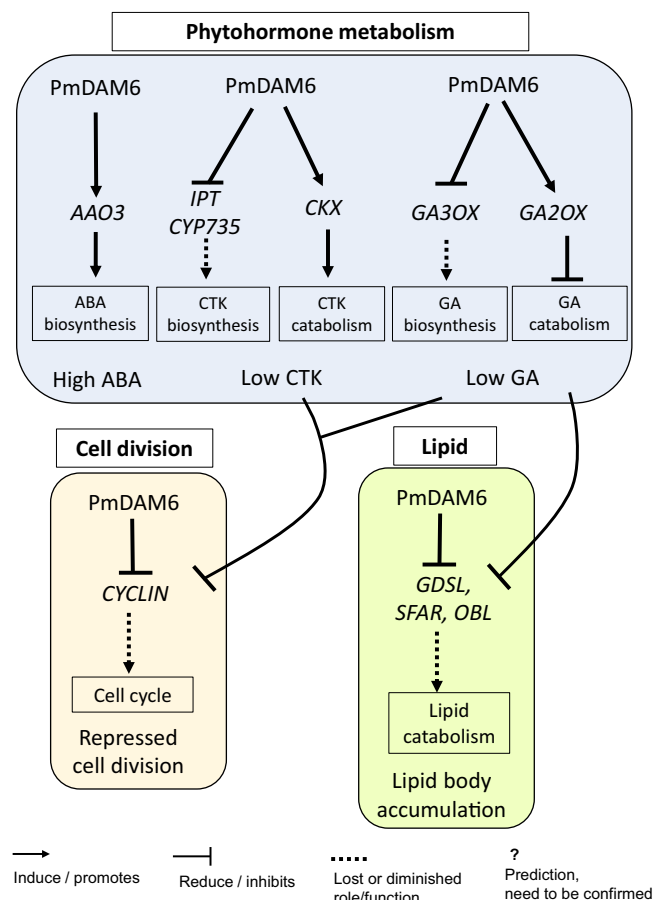 Phytohormone metabolism
PmDAM6
PmDAM6
PmDAM6
AAO3
IPT
CYP735
CKX
GA3OX
GA2OX
ABA
biosynthesis
CTK
biosynthesis
CTK
catabolism
GA
biosynthesis
GA
catabolism
High ABA
Low CTK
Low GA
Cell division
PmDAM6
CYCLIN
Cell cycle
Repressed
cell division
Lipid
PmDAM6
GDSL,
SFAR, OBL
Lipid
catabolism
Lipid body
accumulation
Induce / promotes
Reduce / inhibits
Lost or diminished
role/function
?
Prediction,
need to be confirmed